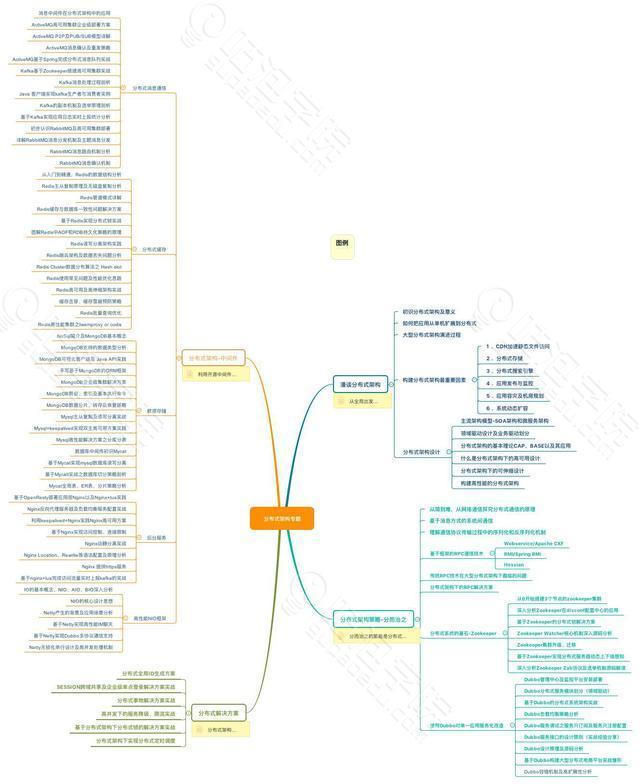 消息中间件在分布式架构中的应用
ActiveMQ高可用集群企业级部署方案
ActiveMQ P2P及PUB/SUB模型详解
ActiveMQ消息确认及重发策略
ActiveMQ基于Spring完成分布式消息队列实战
Kafka基于Zookeeper搭建高可用集群实战
Kafka消息处理过程剖析
Java 客户端实现kafka生产者与消费者实例
Kafka的副本机制及选举原理剖析
基于Kafka实现应用日志实时上报统计分析
初步认识RabbitMQ及高可用集群部署
详解RabbitMQ消息分发机制及主题消息分发
RabbitMQ消息路由机制分析
RabbitMQ消息确认机制
分布式消息通信
从入门到精通，Redis的数据结构分析
Redis主从复制原理及无磁盘复制分析
Redis管道模式详解
Redis缓存与数据库一致性问题解决方案
基于Redis实现分布式锁实战
图解Redis中AOF和RDB持久化策略的原理
Redis读写分离架构实践
Redis哨兵架构及数据丢失问题分析
Redis Cluster数据分布算法之 Hash slot
Redis使用常见问题及性能优化思路
Redis高可用及高伸缩架构实战
缓存击穿、缓存雪崩预防策略
Redis批量查询优化
Redis高性能集群之twemproxy or codis
分布式缓存
NoSql简介及MongoDB基本概念
MongoDB支持的数据类型分析
MongoDB可视化客户端及 Java API实践
手写基于MongoDB的ORM框架
MongoDB企业级集群解决方案
MongoDB聚合、索引及基本执行命令
MongoDB数据分片、转存及恢复策略
Mysql主从复制及读写分离实战
Mysql+keepalived实现双主高可用方案实践
Mysql高性能解决方案之分库分表
数据库中间件初识Mycat
基于Mycat实现mysql数据库读写分离
基于Mycat实战之数据库切分策略剖析
Mycat全局表、ER表、分片策略分析
数据存储
基于OpenResty部署应用层Nginx以及Nginx+lua实践
Nginx反向代理服务器及负载均衡服务器配置实战
利用keepalived+Nginx实践Nginx高可用方案
基于Nginx实现访问控制、连接限制
Nginx动静分离实战
Nginx Location、Rewrite等语法配置及原理分析
Nginx 提供https服务
基于nginx+lua完成访问流量实时上报kafka的实战
后台服务
IO的基本概念、NIO、AIO、BIO深入分析
NIO的核心设计思想
Netty产生的背景及应用场景分析
基于Netty实现高性能IM聊天
基于Netty实现Dubbo多协议通信支持
Netty无锁化串行设计及高并发处理机制
高性能NIO框架
分布式架构-中间件
利用开源中间件...
分布式全局ID生成方案
SESSION跨域共享及企业级单点登录解决方案实战
分布式事物解决方案实战
高并发下的服务降级、限流实战
基于分布式架构下分布式锁的解决方案实战
分布式架构下实现分布式定时调度
分布式解决方案
分布式架构...
分布式架构专题
图例
漫谈分布式架构
从全局出发...
初识分布式架构及意义
如何把应用从单机扩展到分布式
大型分布式架构演进过程
构建分布式架构最重要因素
1 、CDN加速静态文件访问
2 、分布式存储
3 、分布式搜索引擎
4 、应用发布与监控
5 、应用容灾及机房规划
6 、系统动态扩容
分布式架构设计
主流架构模型-SOA架构和微服务架构
领域驱动设计及业务驱动划分
分布式架构的基本理论CAP、BASE以及其应用
什么是分布式架构下的高可用设计
分布式架构下的可伸缩设计
构建高性能的分布式架构
分布式架构策略-分而治之
分而治之的策略是分布式...
从简到难，从网络通信探究分布式通信的原理
基于消息方式的系统间通信
理解通信协议传输过程中的序列化和反序列化机制
基于框架的RPC通信技术
Webservice/Apache CXF
RMI/Spring RMI
Hession
传统RPC技术在大型分布式架构下面临的问题
分布式架构下的RPC解决方案
分布式系统的基石-Zookeeper
从0开始搭建3个节点的zookeeper集群
深入分析Zookeeper在disconf配置中心的应用
基于Zookeeper的分布式锁解决方案
Zookeeper Watcher核心机制深入源码分析
Zookeeper集群升级、迁移
基于Zookeeper实现分布式服务器动态上下线感知
深入分析Zookeeper Zab协议及选举机制源码解读
使用Dubbo对单一应用服务化改造
Dubbo管理中心及监控平台安装部署
Dubbo分布式服务模块划分（领域驱动）
基于Dubbo的分布式系统架构实战
Dubbo负载均衡策略分析
Dubbo服务调试之服务只订阅及服务只注册配置
Dubbo服务接口的设计原则（实战经验分享）
Dubbo设计原理及源码分析
基于Dubbo构建大型分布式电商平台实战雏形
Dubbo容错机制及高扩展性分析